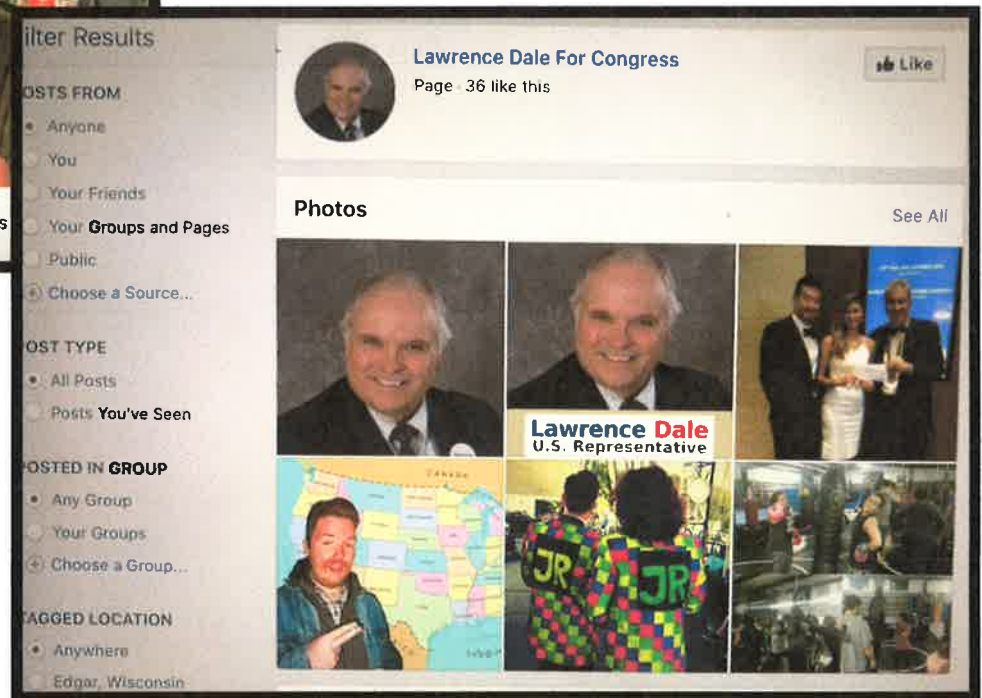 ilter Results
OSTS FROM
Anyone
You
Your Friends
Your Groups and Pages
Public
Choose a Source...
OST TYPE
All Posts
Posts You've Seen
POSTED IN GROUP
Any Group
Your Groups
Choose a Group...
TAGGED LOCATION
Anywhere
Edgar, Wisconsin
s
Lawrence Dale For Congress
Page · 36 like this
Like
Photos
See All
Lawrence Dale
U.S. Representative
CANADA
JR
JR